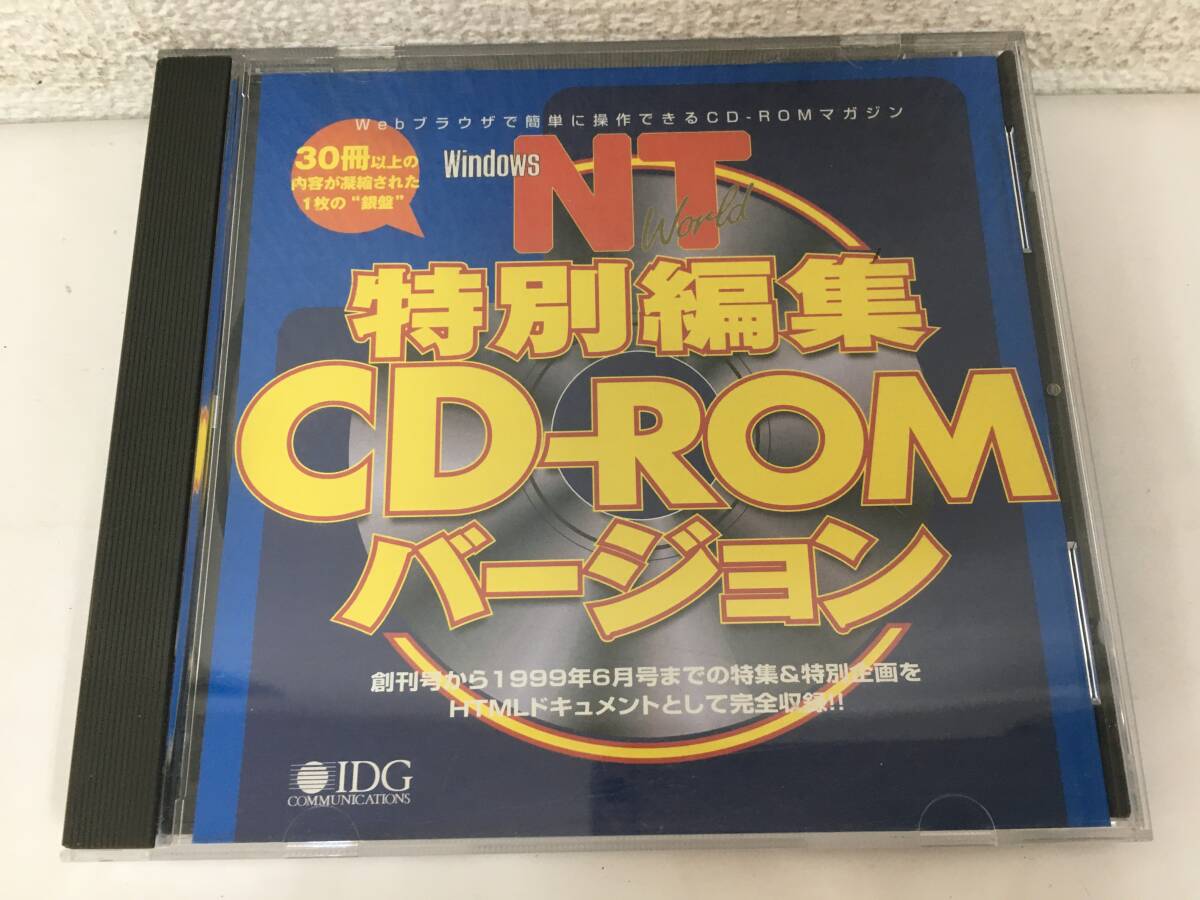 Webブラウザで簡単に操作できるCD-ROMマガジン
30冊以上の
内容が凝縮された
1枚の“銀盤”
Windows
NT
World
特別編集
CD-ROM
バージョン
創刊号から1999年6月号までの特集&特別企画を
HTMLドキュメントとして完全収録!!
IDG
COMMUNICATIONS